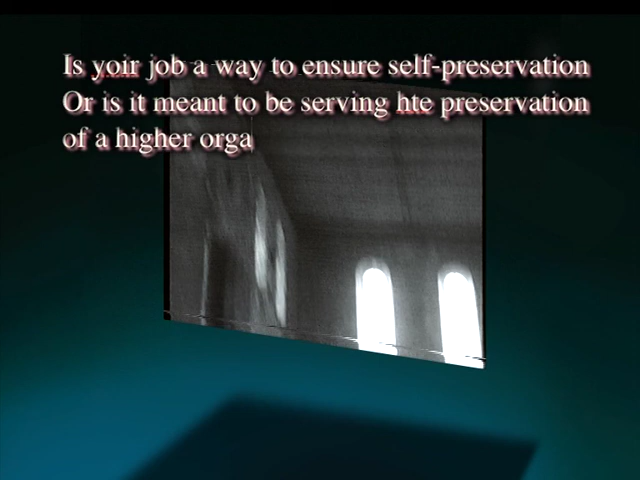 Is yoir job a way to ensure self-preservation
Or is it meant to be serving hte preservation
of a higher orga